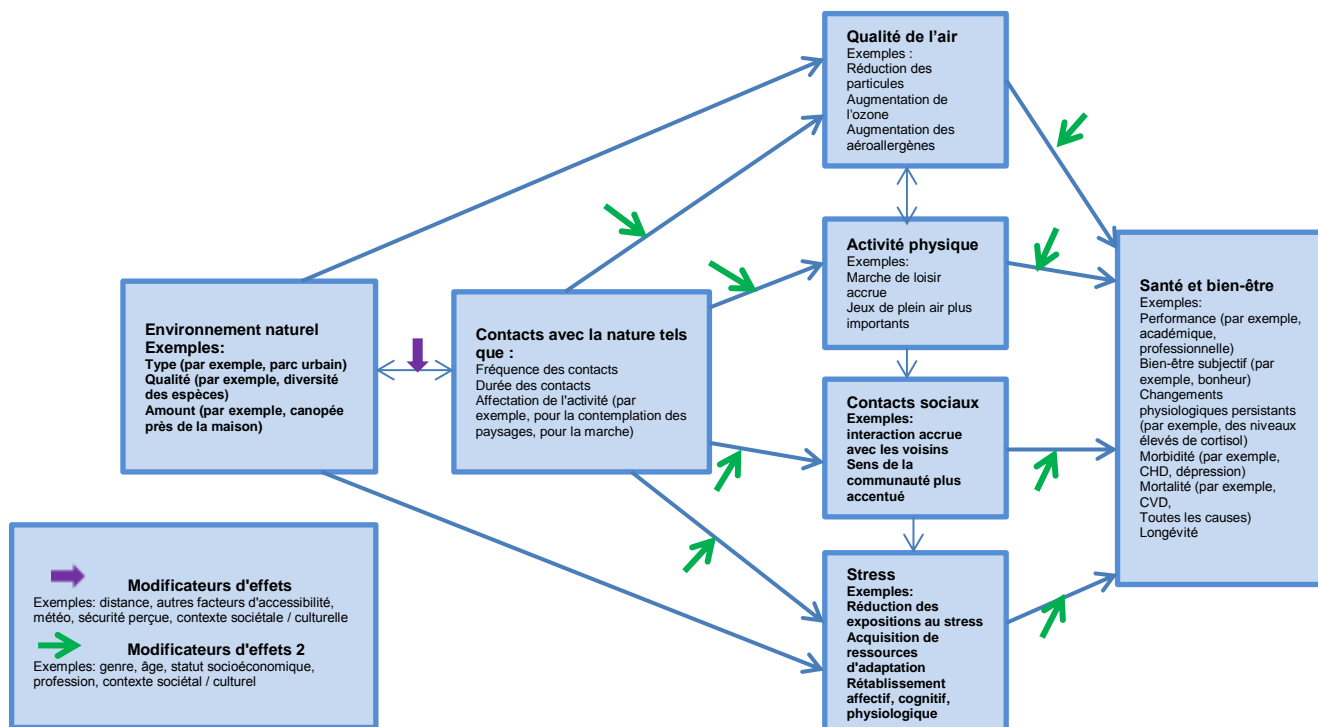 Qualité de l'air
Exemples :
Réduction des
particules
Augmentation de
l'ozone
Augmentation des
aéroallergènes
Activité physique
Exemples:
Marche de loisir
accrue
Jeux de plein air plus
importants
Environnement naturel
Exemples:
Type (par exemple, parc urbain)
Qualité (par exemple, diversité
des espèces)
Amount (par exemple, canopée
près de la maison)
Contacts avec la nature tels
que :
Fréquence des contacts
Durée des contacts
Affectation de l'activité (par
exemple, pour la contemplation des
paysages, pour la marche)
Contacts sociaux
Exemples:
interaction accrue
avec les voisins
Sens de la
communauté plus
accentué
Stress
Exemples:
Réduction des
expositions au stress
Acquisition de
ressources
d'adaptation
Rétablissement
affectif, cognitif,
physiologique
Santé et bien-être
Exemples:
Performance (par exemple,
académique,
professionnelle)
Bien-être subjectif (par
exemple, bonheur)
Changements
physiologiques persistants
(par exemple, des niveaux
élevés de cortisol)
Morbidité (par exemple,
CHD, dépression)
Mortalité (par exemple,
CVD,
Toutes les causes)
Longévité
Modificateurs d'effets
Exemples: distance, autres facteurs d'accessibilité,
météo, sécurité perçue, contexte sociétale / culturelle
Modificateurs d'effets 2
Exemples: genre, âge, statut socioéconomique,
profession, contexte sociétal / culturel